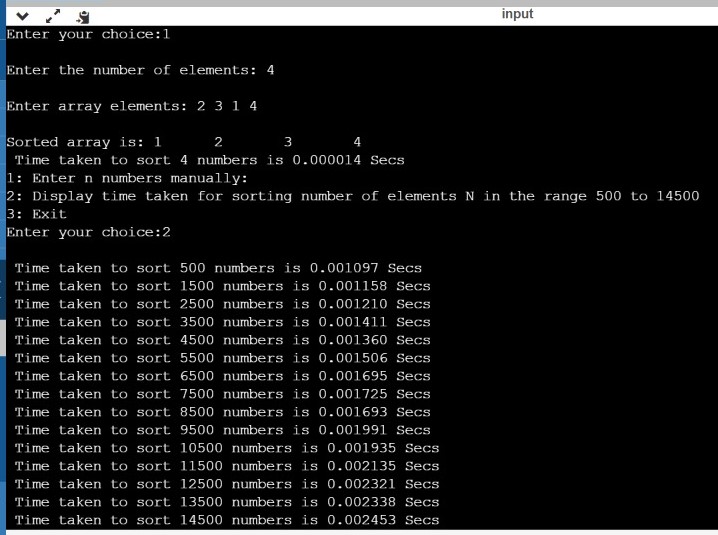 input
Enter your choice:1
Enter the number of elements: 4
Enter array elements: 2 3 1 4
Sorted array is: 1 2 3 4
Time taken to sort 4 numbers is 0.000014 Secs
1: Enter n numbers manually:
2: Display time taken for sorting number of elements N in the range 500 to 14500
3: Exit
Enter your choice:2
Time taken to sort 500 numbers is 0.001097 Secs
Time taken to sort 1500 numbers is 0.001158 Secs
Time taken to sort 2500 numbers is 0.001210 Secs
Time taken to sort 3500 numbers is 0.001411 Secs
Time taken to sort 4500 numbers is 0.001360 Secs
Time taken to sort 5500 numbers is 0.001506 Secs
Time taken to sort 6500 numbers is 0.001695 Secs
Time taken to sort 7500 numbers is 0.001725 Secs
Time taken to sort 8500 numbers is 0.001693 Secs
Time taken to sort 9500 numbers is 0.001991 Secs
Time taken to sort 10500 numbers is 0.001935 Secs
Time taken to sort 11500 numbers is 0.002135 Secs
Time taken to sort 12500 numbers is 0.002321 Secs
Time taken to sort 13500 numbers is 0.002338 Secs
Time taken to sort 14500 numbers is 0.002453 Secs